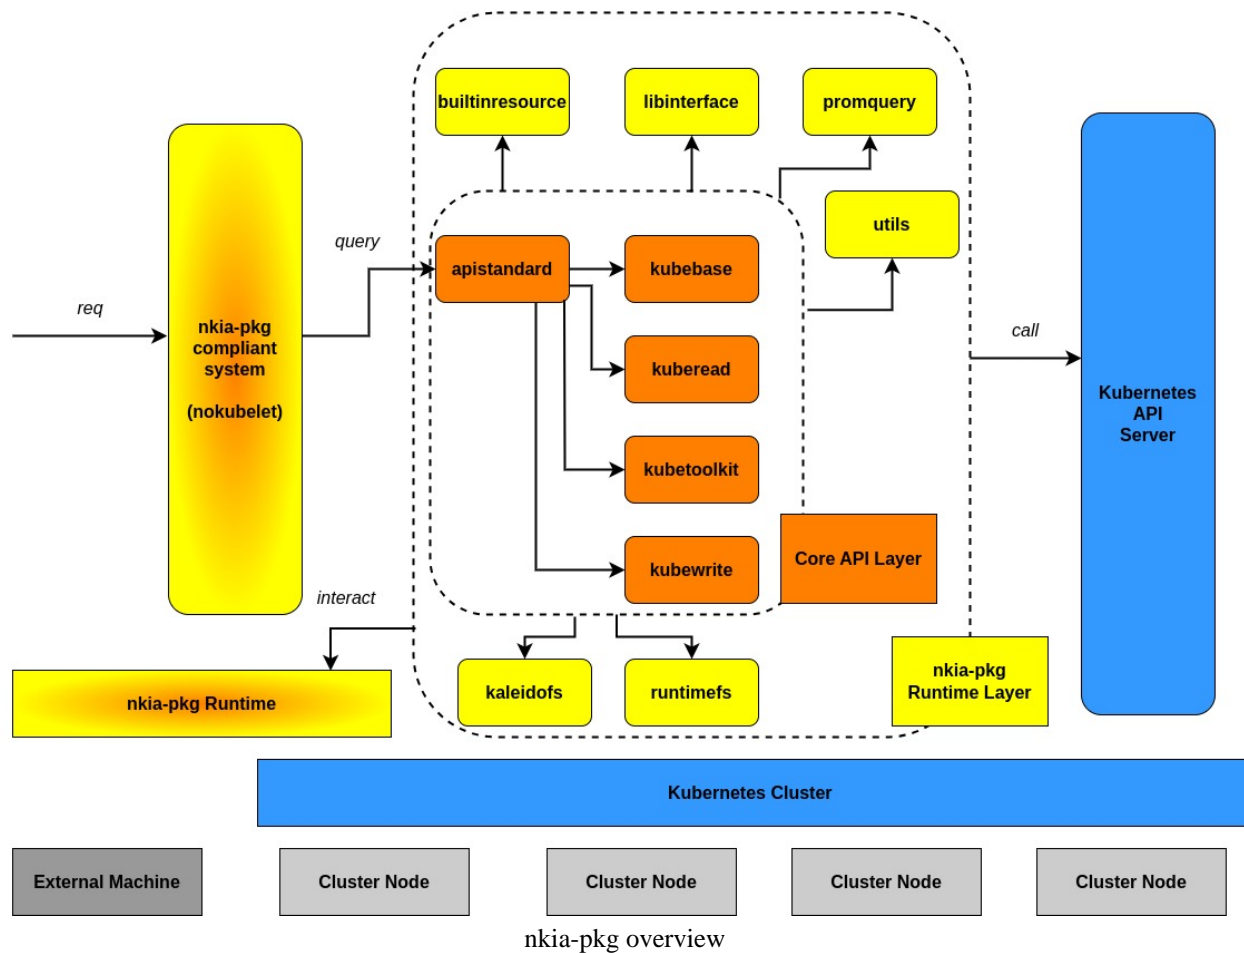 builtinresource
libinterface
promquery
utils
query
apistandard
kubebase
req
nkia-pkg
compliant
system
(nokubelet)
call
kuberead
Kubernetes
API
Server
kubetoolkit
Core API Layer
kubewrite
interact
nkia-pkg Runtime
kaleidofs
runtimefs
nkia-pkg
Runtime Layer
Kubernetes Cluster
External Machine
Cluster Node
Cluster Node
Cluster Node
Cluster Node
nkia-pkg overview